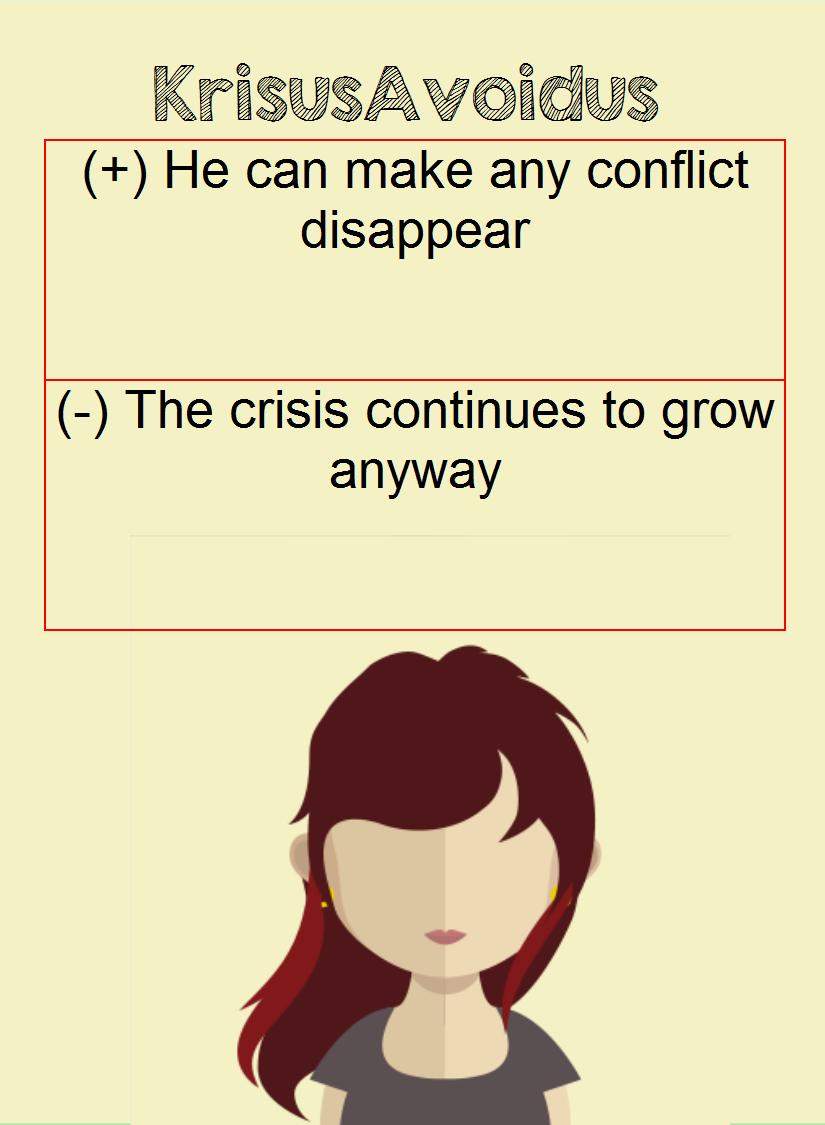 KrisusAvoidus
(+) He can make any conflict
disappear
(-) The crisis continues to grow
anyway